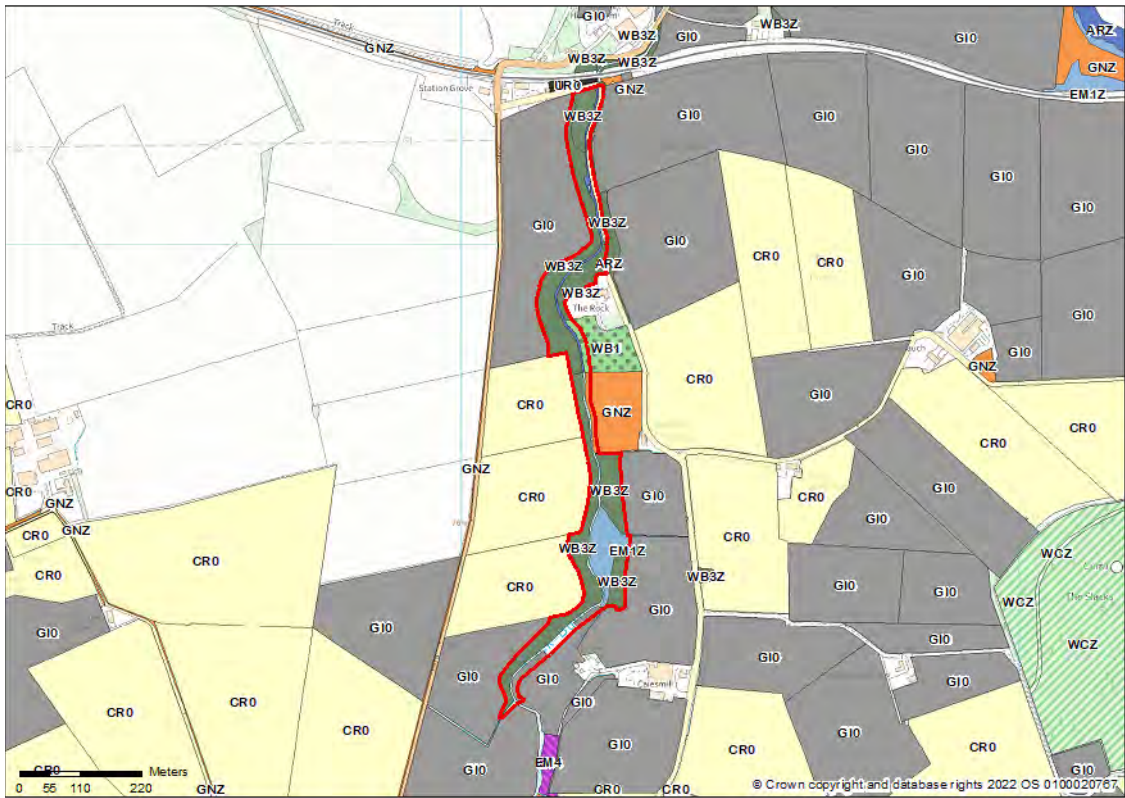 GI0
WB3Z
ARZ
WB3Z
GI0
GI0
Track
GNZ
WB3Z
WB3Z
GNZ
Station Grove
UR0
GNZ
EM1Z
WB3Z
GI0
GI0
GI0
GI0
GI0
WB3Z
GI0
GI0
CR0
CR0
WB3Z
ARZ
GI0
WB3Z
The Rock
GI0
Track
WB1
GI0
GNZ
CR0
GI0
CR0
CR0
GNZ
CR0
CR0
GNZ
WB3Z
CR0
GI0
CR0
GI0
CR0
GNZ
GNZ
GI0
CR0
CR0
WB3Z
EM1Z
WCZ
CR0
WB3Z
WB3Z
CR0
CR0
GI0
GI0
The Slacks
WCZ
GI0
GI0
GI0
GI0
WCZ
GI0
GI0
GI0
GI0
GI0
CR0
CR0
GI0
GI0
CR0
CR0
EM4
GI0
GI0
CR0
Meters
GNZ
CR0
CR0
0 55 110 220
© Crown copyright and database rights 2022 OS 0100020767